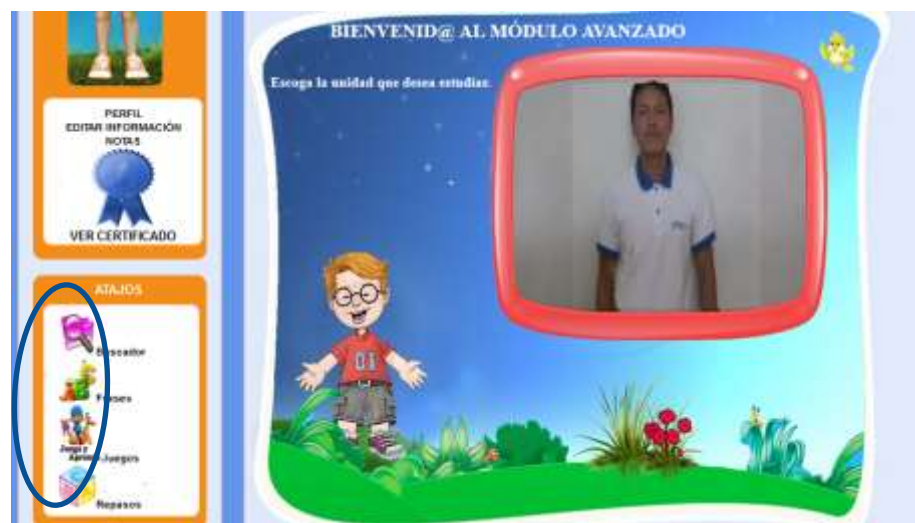 PERFIL
EDITAR INFORMACIÓN
NOTAS
VER CERTIFICADO
ATAJOS
Buscador
Juega y
Juegos
Repasos
BIENVENID@ AL MÓDULO AVANZADO
Escoga la unidad que desea estudiar.
01